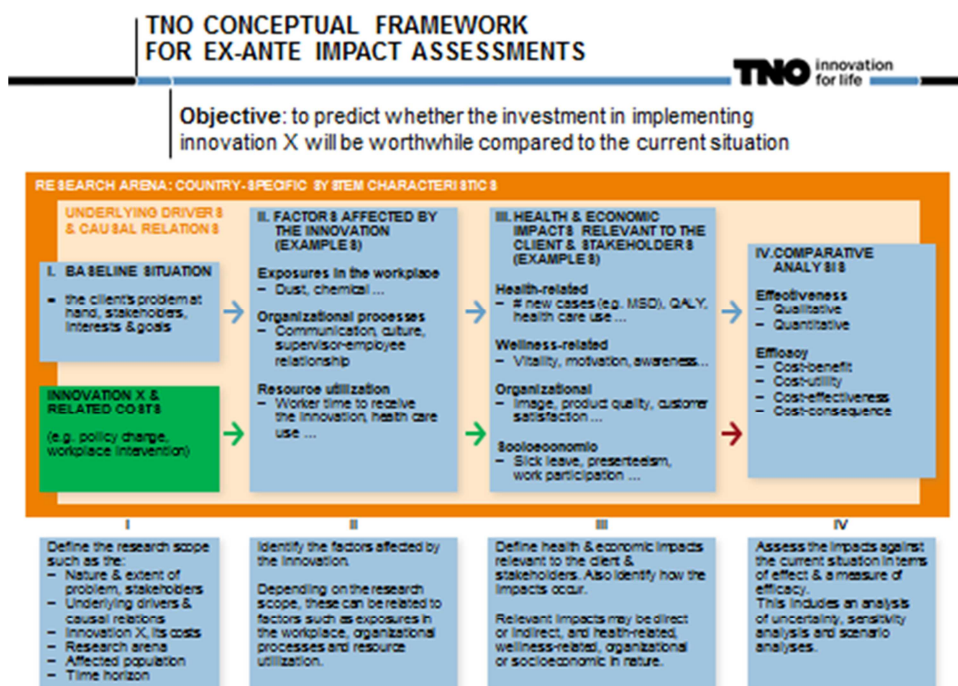 TNO CONCEPTUAL FRAMEWORK
FOR EX-ANTE IMPACT ASSESSMENTS
TNO innovation
for life
Objective: to predict whether the investment in implementing
innovation X will be worthwhile compared to the current situation
RESEARCH ARENA: COUNTRY-SPECIFIC SYSTEM CHARACTERISTICS
UNDERLYING DRIVERS
& CAUSAL RELATIONS
I. BASELINE SITUATION
= the client's problem at
hand, stakeholders,
interests & goals
INNOVATION X &
RELATED COSTS
(e.g. policy change,
workplace intervention)
II. FACTORS AFFECTED BY
THE INNOVATION
(EXAMPLES)
Exposures in the workplace
– Dust, chemical ...
Organizational processes
– Communication, culture,
supervisor-employee
relationship
Resource utilization
– Worker time to receive
the innovation, health care
use ...
III. HEALTH & ECONOMIC
IMPACTS RELEVANT TO THE
CLIENT & STAKEHOLDERS
(EXAMPLES)
Health-related
– # new cases (e.g. MSD), QALY,
health care use ...
Wellness-related
– Vitality, motivation, awareness...
Organizational
– Image, product quality, customer
satisfaction ...
Socioeconomic
– Sick leave, presenteeism,
work participation ...
IV. COMPARATIVE
ANALYSIS
Effectiveness
– Qualitative
– Quantitative
Efficacy
– Cost-benefit
– Cost-utility
– Cost-effectiveness
– Cost-consequence
I
Define the research scope
such as the:
– Nature & extent of
problem, stakeholders
– Underlying drivers &
causal relations
– Innovation X, its costs
– Research arena
– Affected population
– Time horizon
II
Identify the factors affected by
the innovation.
Depending on the research
scope, these can be related to
factors such as exposures in
the workplace, organizational
processes and resource
utilization.
III
Define health & economic impacts
relevant to the client &
stakeholders. Also identify how the
impacts occur.
Relevant impacts may be direct
or indirect, and health-related,
wellness-related, organizational
or socioeconomic in nature.
IV
Assess the impacts against
the current situation in terms
of effect & a measure of
efficacy.
This includes an analysis
of uncertainty, sensitivity
analysis and scenario
analyses.